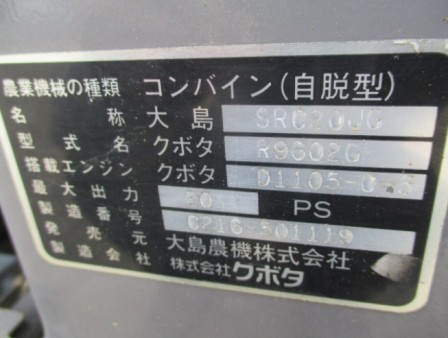 農業機械の種類 コンバイン(自脱型)
名称 大島 SRC20JG
型式名 クボタ R9602G
搭載エンジン クボタ D1105-
最大出力 PS
製造番号 -501119
発売元 大島農機株式会社
製造会社 株式会社クボタ